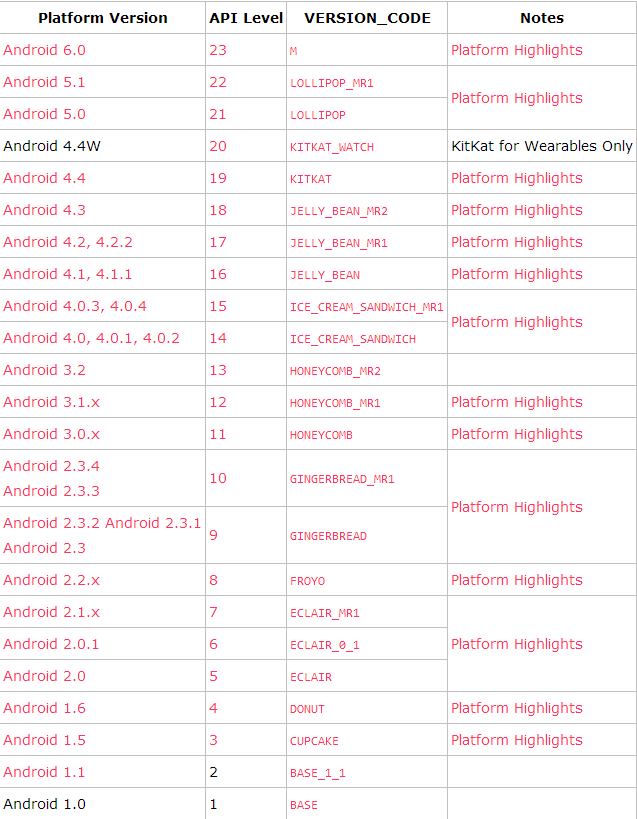 Platform Version API Level VERSION_CODE Notes
Android 6.0 23 M Platform Highlights
Android 5.1 22 LOLLIPOP_MR1 Platform Highlights
Android 5.0 21 LOLLIPOP
Android 4.4W 20 KITKAT_WATCH KitKat for Wearables Only
Android 4.4 19 KITKAT Platform Highlights
Android 4.3 18 JELLY_BEAN_MR2 Platform Highlights
Android 4.2, 4.2.2 17 JELLY_BEAN_MR1 Platform Highlights
Android 4.1, 4.1.1 16 JELLY_BEAN Platform Highlights
Android 4.0.3, 4.0.4 15 ICE_CREAM_SANDWICH_MR1 Platform Highlights
Android 4.0, 4.0.1, 4.0.2 14 ICE_CREAM_SANDWICH
Android 3.2 13 HONEYCOMB_MR2
Android 3.1.x 12 HONEYCOMB_MR1 Platform Highlights
Android 3.0.x 11 HONEYCOMB Platform Highlights
Android 2.3.4
Android 2.3.3 10 GINGERBREAD_MR1 Platform Highlights
Android 2.3.2 Android 2.3.1
Android 2.3 9 GINGERBREAD
Android 2.2.x 8 FROYO Platform Highlights
Android 2.1.x 7 ECLAIR_MR1 Platform Highlights
Android 2.0.1 6 ECLAIR_0_1
Android 2.0 5 ECLAIR
Android 1.6 4 DONUT Platform Highlights
Android 1.5 3 CUPCAKE Platform Highlights
Android 1.1 2 BASE_1_1
Android 1.0 1 BASE